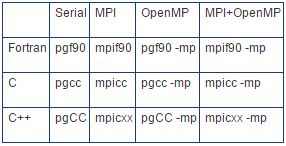 Serial MPI OpenMP MPI+OpenMP
Fortran pgf90 mpif90 pgf90 -mp mpif90 -mp
C pgcc mpicc pgcc -mp mpicc -mp
C++ pgCC mpicxx pgCC -mp mpicxx -mp